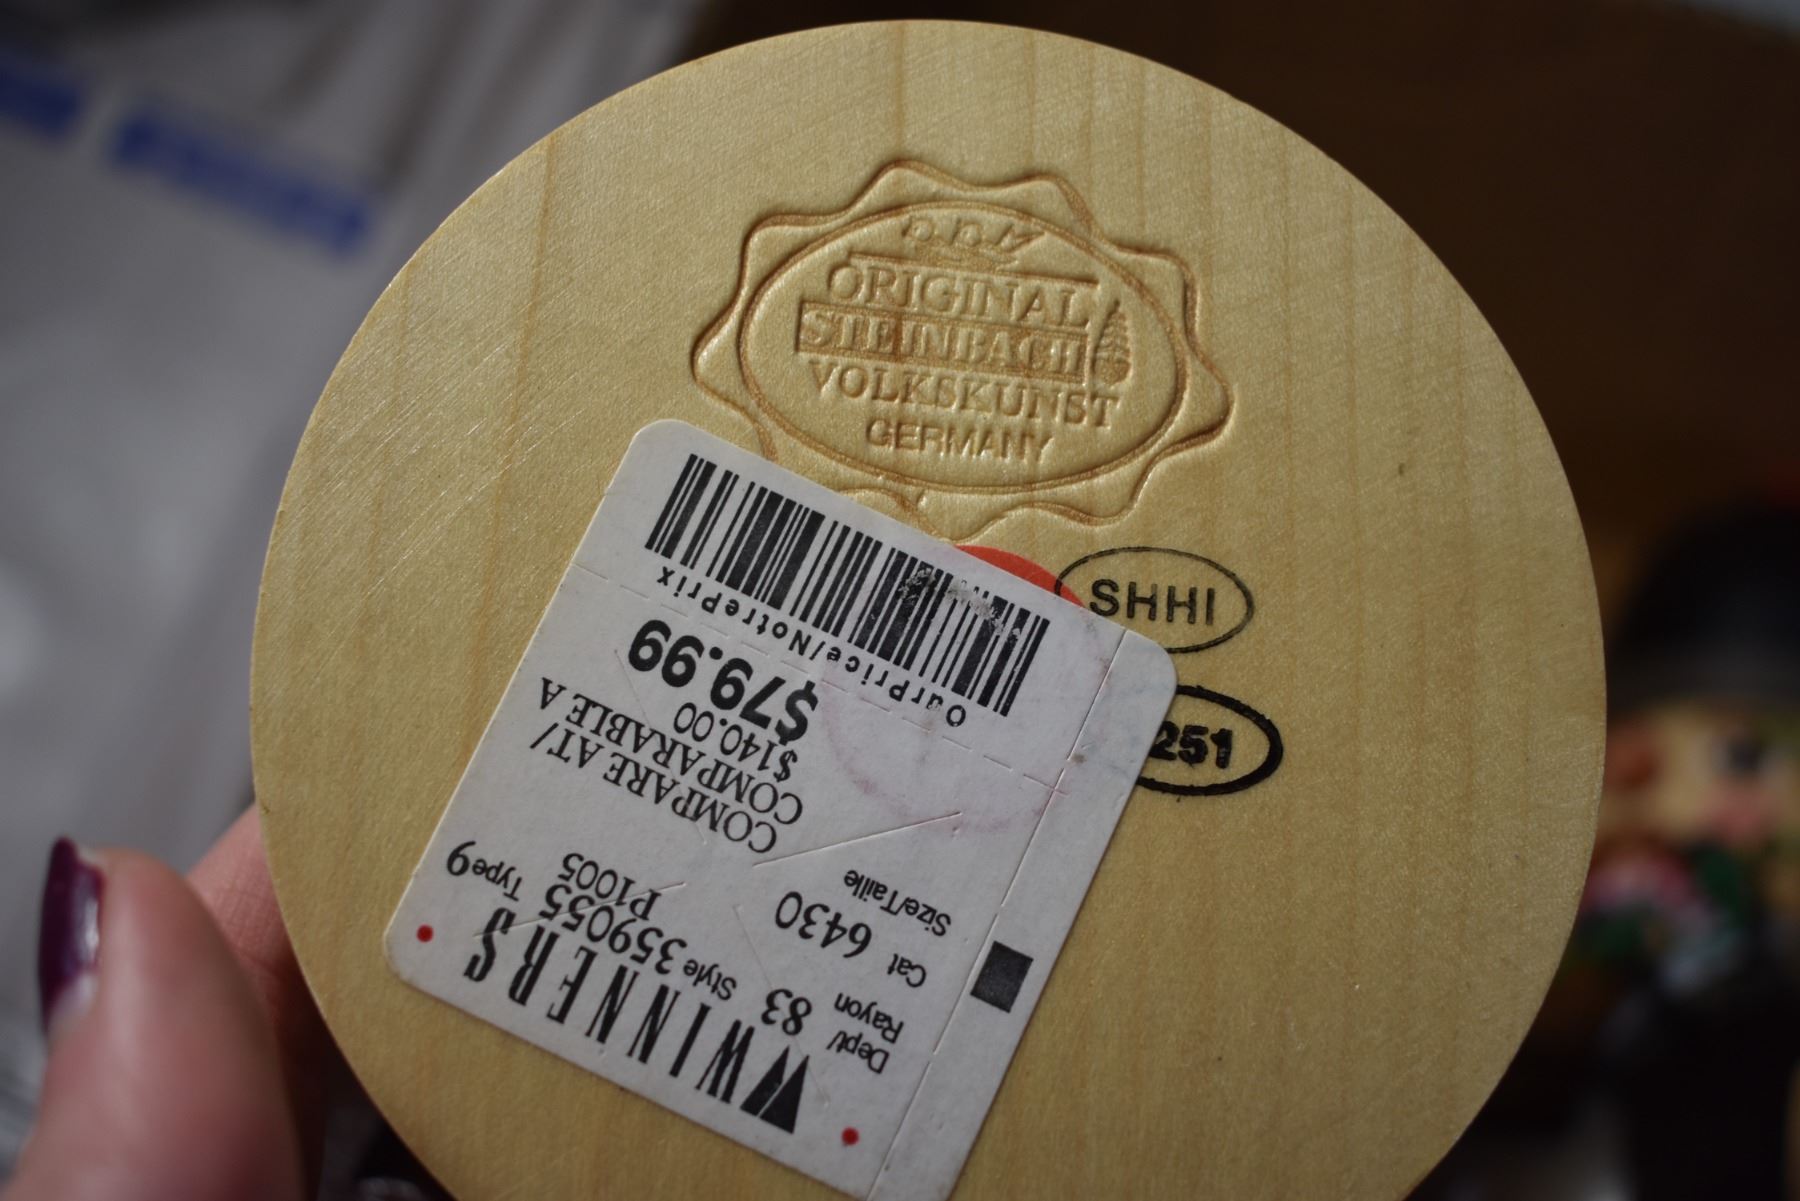 ORIGINAL
STEINBACH
VOLKSKUNST
GERMANY
SHHI
251
WINNERS
Dept/
Rayon
83
Style 359055
Type 9
P1005
Cat 6430
Size/Taille
COMPARE AT/
COMPARABLE A
$140.00
$79.99
OurPrice/NotrePrix